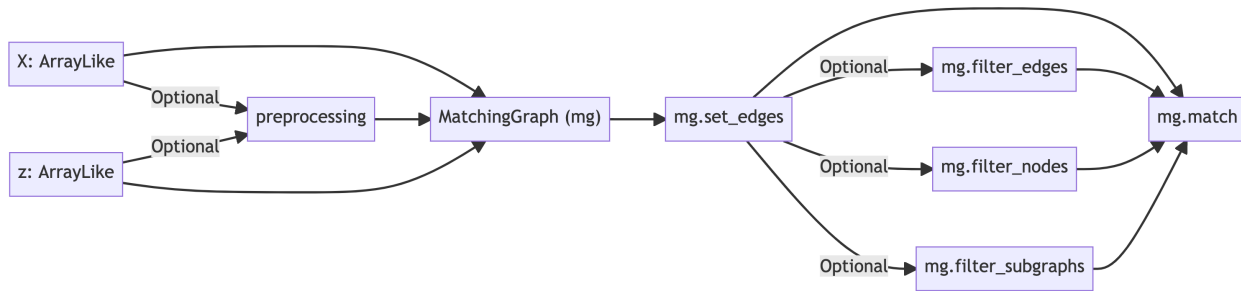 X: ArrayLike
Optional
Optional
z: ArrayLike
preprocessing
MatchingGraph (mg)
mg.set_edges
Optional
mg.filter_edges
Optional
mg.filter_nodes
Optional
mg.filter_subgraphs
mg.match